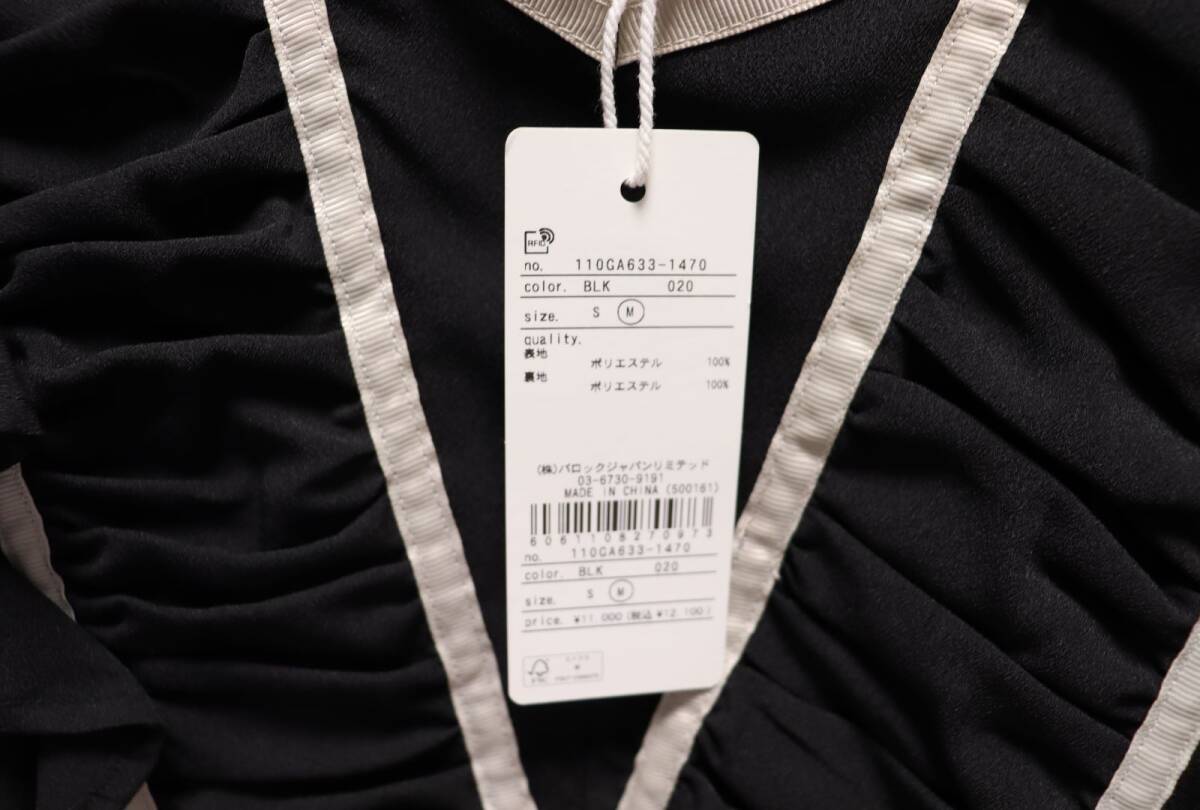 RFID
no. 110GA633-1470
color. BLK 020
size. S M
quality.
表地 ポリエステル 100%
裏地 ポリエステル 100%
(株)バロックジャパンリミテッド
03-6730-9191
MADE IN CHINA (500161)
6061108270973
no. 110GA633-1470
color. BLK 020
size. S M
price. ¥11,000 (税込 ¥12,100)
FSC